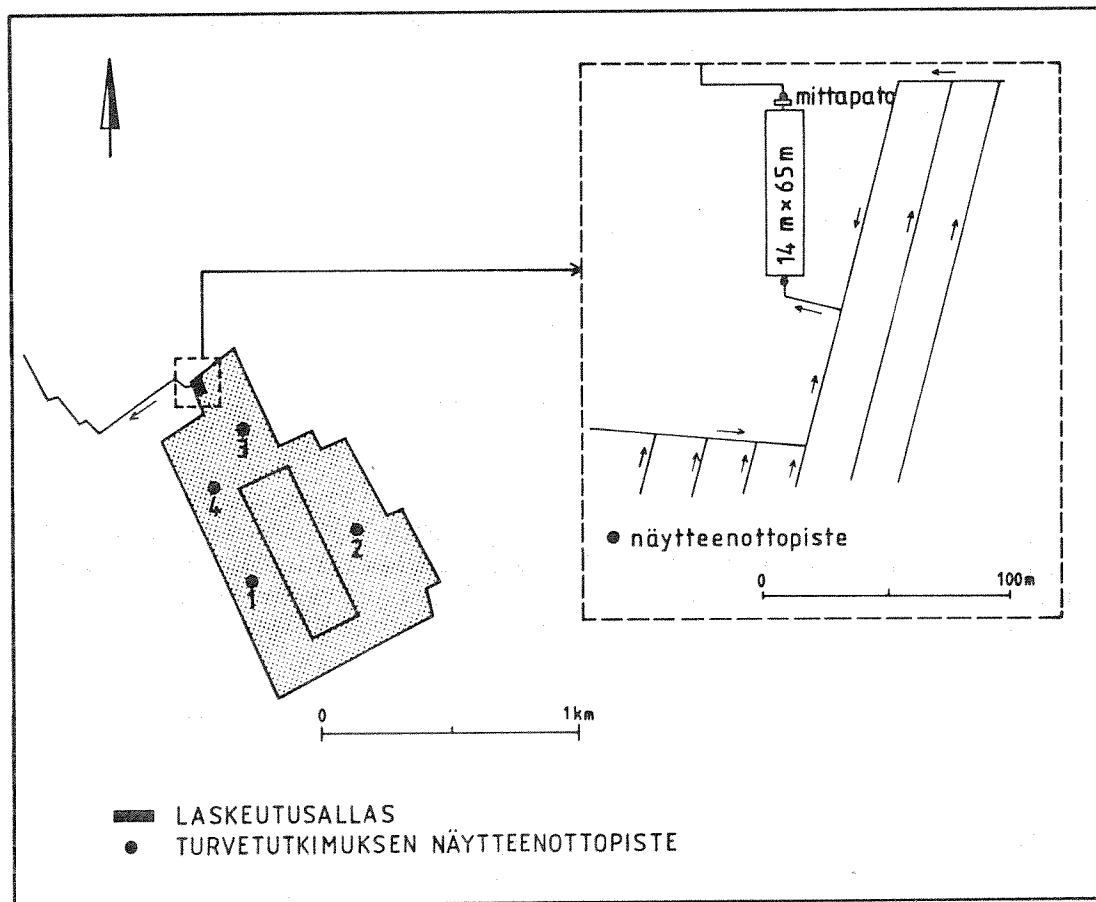 mittapato
14 m × 65 m
näytteenottopiste
0 100m
3
4
2
1
0 1km
LASKEUTUSALLAS
TURVETUTKIMUKSEN NÄYTTEENOTTOPISTE